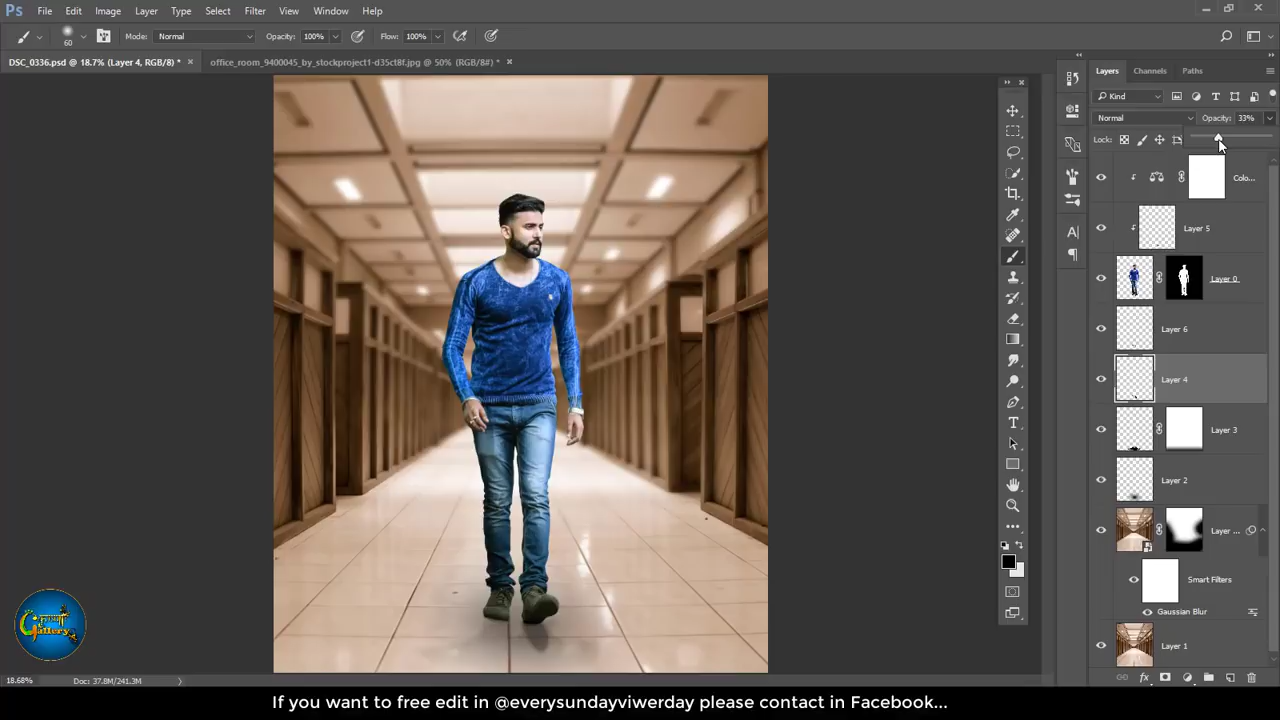 Ps File Edit Image Layer Type Select Filter View Window Help
60 Mode: Normal Opacity: 100% Flow: 100%
DSC_0336.psd @ 18.7% (Layer 4, RGB/8) * × office_room_9400045_by_stockproject1-d35ct8f.jpg @ 50% (RGB/8#) * ×
Layers Channels Paths
Kind
Normal Opacity: 33%
Lock:
Colo...
Layer 5
Layer 0
Layer 6
Layer 4
Layer 3
Layer 2
Layer ...
Smart Filters
Gaussian Blur
Layer 1
Gallery
18.68% Doc: 37.8M/241.3M
If you want to free edit in @everysundayviwerday please contact in Facebook...